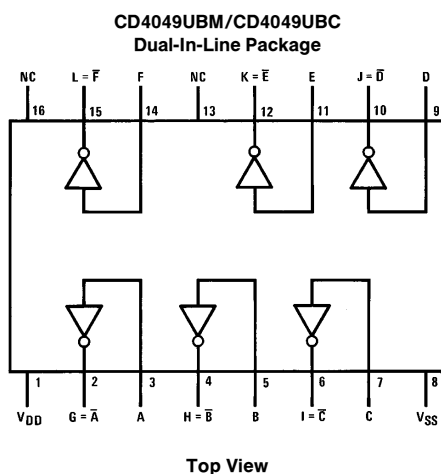 CD4049UBM/CD4049UBC
Dual-In-Line Package
NC L = F̅ F NC K = E̅ E J = D̅ D
16 15 14 13 12 11 10 9
1 2 3 4 5 6 7 8
VDD G = A̅ A H = B̅ B I = C̅ C VSS
Top View